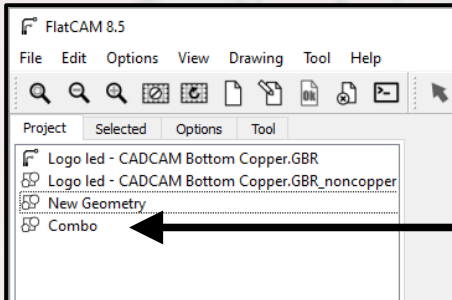 FlatCAM 8.5
File Edit Options View Drawing Tool Help
ok
Project Selected Options Tool
Logo led - CADCAM Bottom Copper.GBR
Logo led - CADCAM Bottom Copper.GBR_noncopper
New Geometry
Combo